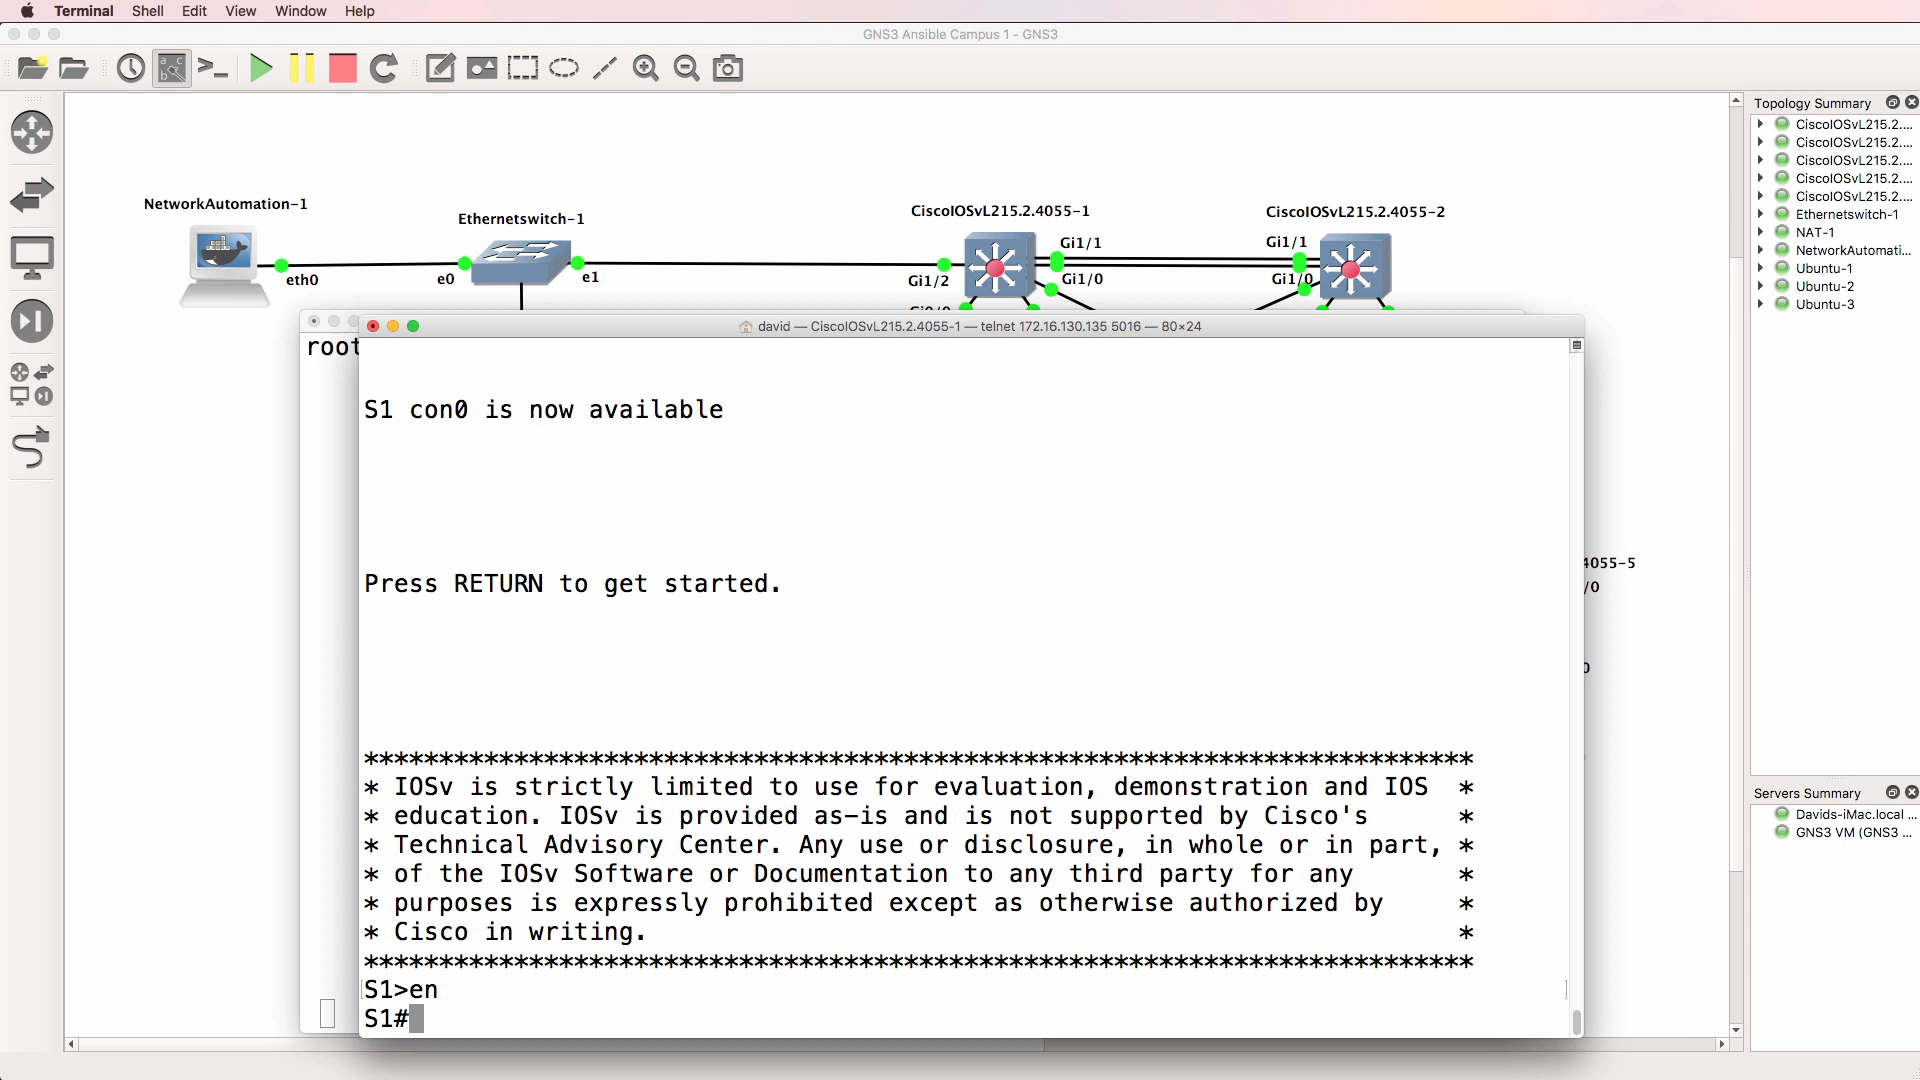 Terminal Shell Edit View Window Help
GNS3 Ansible Campus 1 - GNS3
Topology Summary
CiscoIOSvL215.2....
CiscoIOSvL215.2....
CiscoIOSvL215.2....
CiscoIOSvL215.2....
CiscoIOSvL215.2....
Ethernetswitch-1
NAT-1
NetworkAutomati...
Ubuntu-1
Ubuntu-2
Ubuntu-3
NetworkAutomation-1
Ethernetswitch-1
CiscoIOSvL215.2.4055-1
CiscoIOSvL215.2.4055-2
Gi1/1
Gi1/1
eth0
e0
e1
Gi1/2
Gi1/0
Gi1/0
david — CiscoIOSvL215.2.4055-1 — telnet 172.16.130.135 5016 — 80×24
root
S1 con0 is now available
Press RETURN to get started.
4055-5
/0
0
**************************************************************************
* IOSv is strictly limited to use for evaluation, demonstration and IOS  *
* education. IOSv is provided as-is and is not supported by Cisco's      *
* Technical Advisory Center. Any use or disclosure, in whole or in part, *
* of the IOSv Software or Documentation to any third party for any       *
* purposes is expressly prohibited except as otherwise authorized by     *
* Cisco in writing.                                                      *
**************************************************************************
S1>en
S1#
Servers Summary
Davids-iMac.local ...
GNS3 VM (GNS3 ...